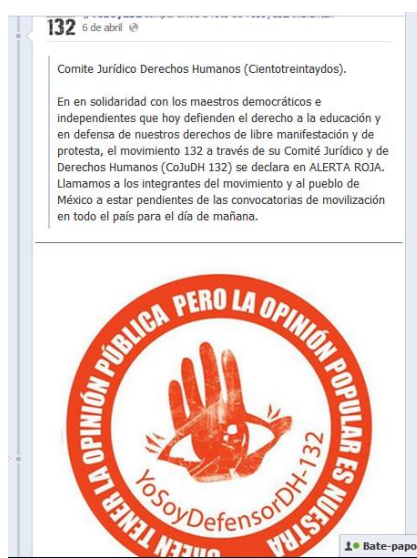 132 6 de abril
Comite Jurídico Derechos Humanos (Cientotreintaydos).
En en solidaridad con los maestros democráticos e
independientes que hoy defienden el derecho a la educación y
en defensa de nuestros derechos de libre manifestación y de
protesta, el movimiento 132 a través de su Comité Jurídico y de
Derechos Humanos (CoJuDH 132) se declara en ALERTA ROJA.
Llamamos a los integrantes del movimiento y al pueblo de
México a estar pendientes de las convocatorias de movilización
en todo el país para el día de mañana.
CREEN TENER LA OPINIÓN PÚBLICA PERO LA OPINIÓN POPULAR ES NUESTRA
YoSoyDefensorDH-132
Bate-papo